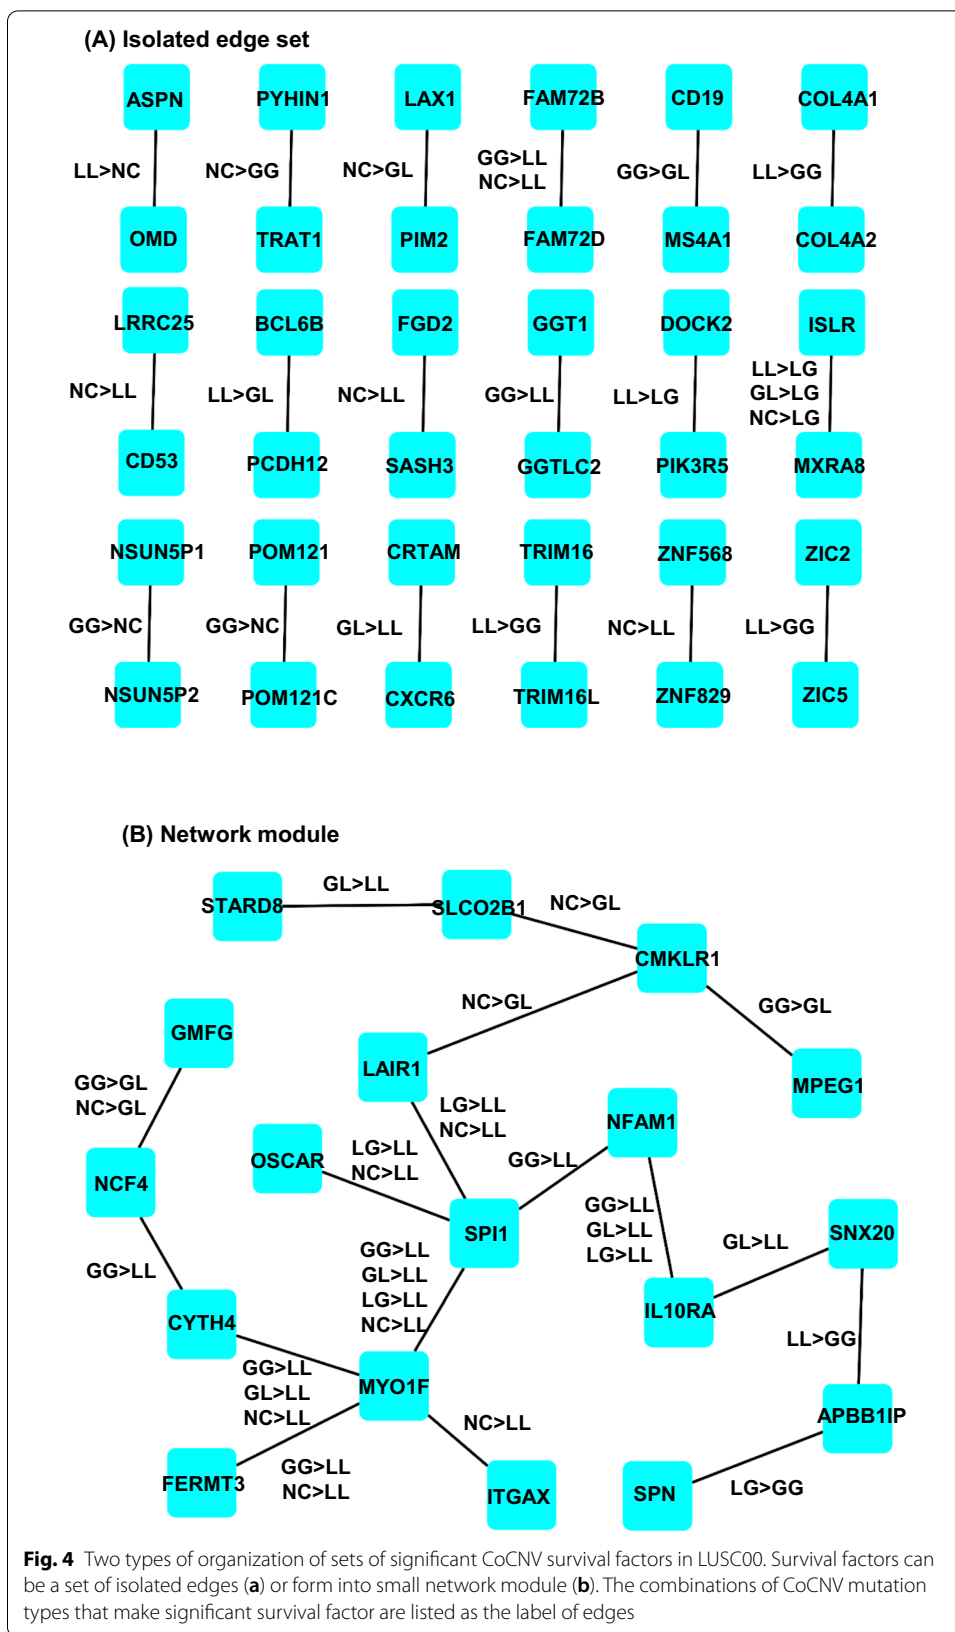 (A) Isolated edge set
ASPN PYHIN1 LAX1 FAM72B CD19 COL4A1
LL>NC NC>GG NC>GL GG>LL GG>GL LL>GG
NC>LL
OMD TRAT1 PIM2 FAM72D MS4A1 COL4A2
LRRC25 BCL6B FGD2 GGT1 DOCK2 ISLR
LL>LG
NC>LL LL>GL NC>LL GG>LL LL>LG GL>LG
NC>LG
CD53 PCDH12 SASH3 GGTLC2 PIK3R5 MXRA8
NSUN5P1 POM121 CRTAM TRIM16 ZNF568 ZIC2
GG>NC GG>NC GL>LL LL>GG NC>LL LL>GG
NSUN5P2 POM121C CXCR6 TRIM16L ZNF829 ZIC5
(B) Network module
GL>LL
STARD8 SLCO2B1 NC>GL
CMKLR1
NC>GL GG>GL
GMFG
LAIR1 MPEG1
GG>GL
NC>GL
LG>LL
NC>LL
NFAM1
OSCAR LG>LL
NC>LL
GG>LL
NCF4
SPI1
GG>LL
GL>LL
LG>LL
SNX20
GG>LL
GL>LL
LG>LL
NC>LL
GL>LL
GG>LL
IL10RA
CYTH4
LL>GG
GG>LL
GL>LL
NC>LL
MYO1F
APBB1IP
NC>LL
GG>LL
NC>LL
FERMT3 ITGAX SPN LG>GG
Fig. 4 Two types of organization of sets of significant CoCNV survival factors in LUSC00. Survival factors can
be a set of isolated edges (a) or form into small network module (b). The combinations of CoCNV mutation
types that make significant survival factor are listed as the label of edges